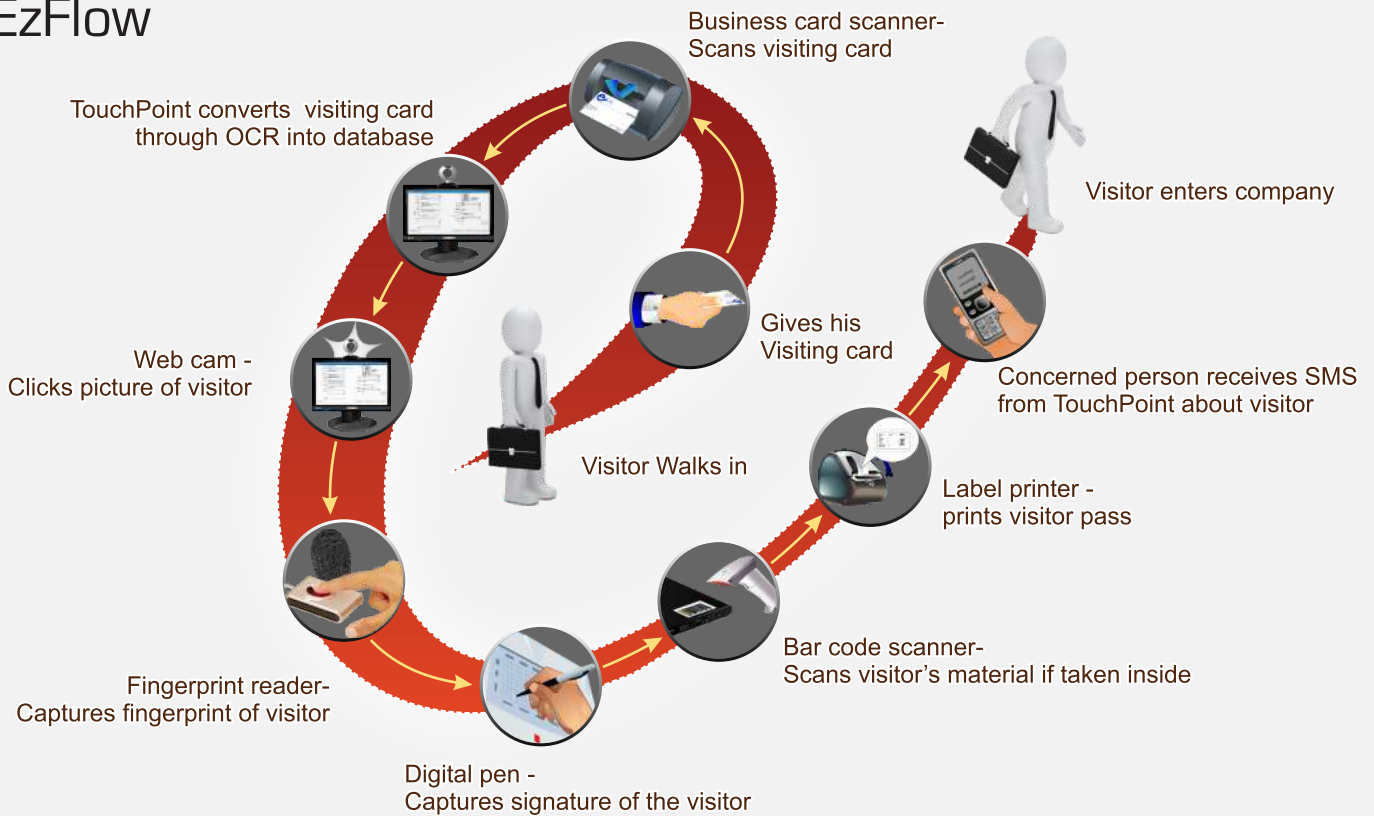 EzFlow
Visitor Walks in
Gives his
Visiting card
Business card scanner-
Scans visiting card
TouchPoint converts visiting card
through OCR into database
Web cam -
Clicks picture of visitor
Fingerprint reader-
Captures fingerprint of visitor
Digital pen -
Captures signature of the visitor
Bar code scanner-
Scans visitor's material if taken inside
Label printer -
prints visitor pass
Concerned person receives SMS
from TouchPoint about visitor
Visitor enters company